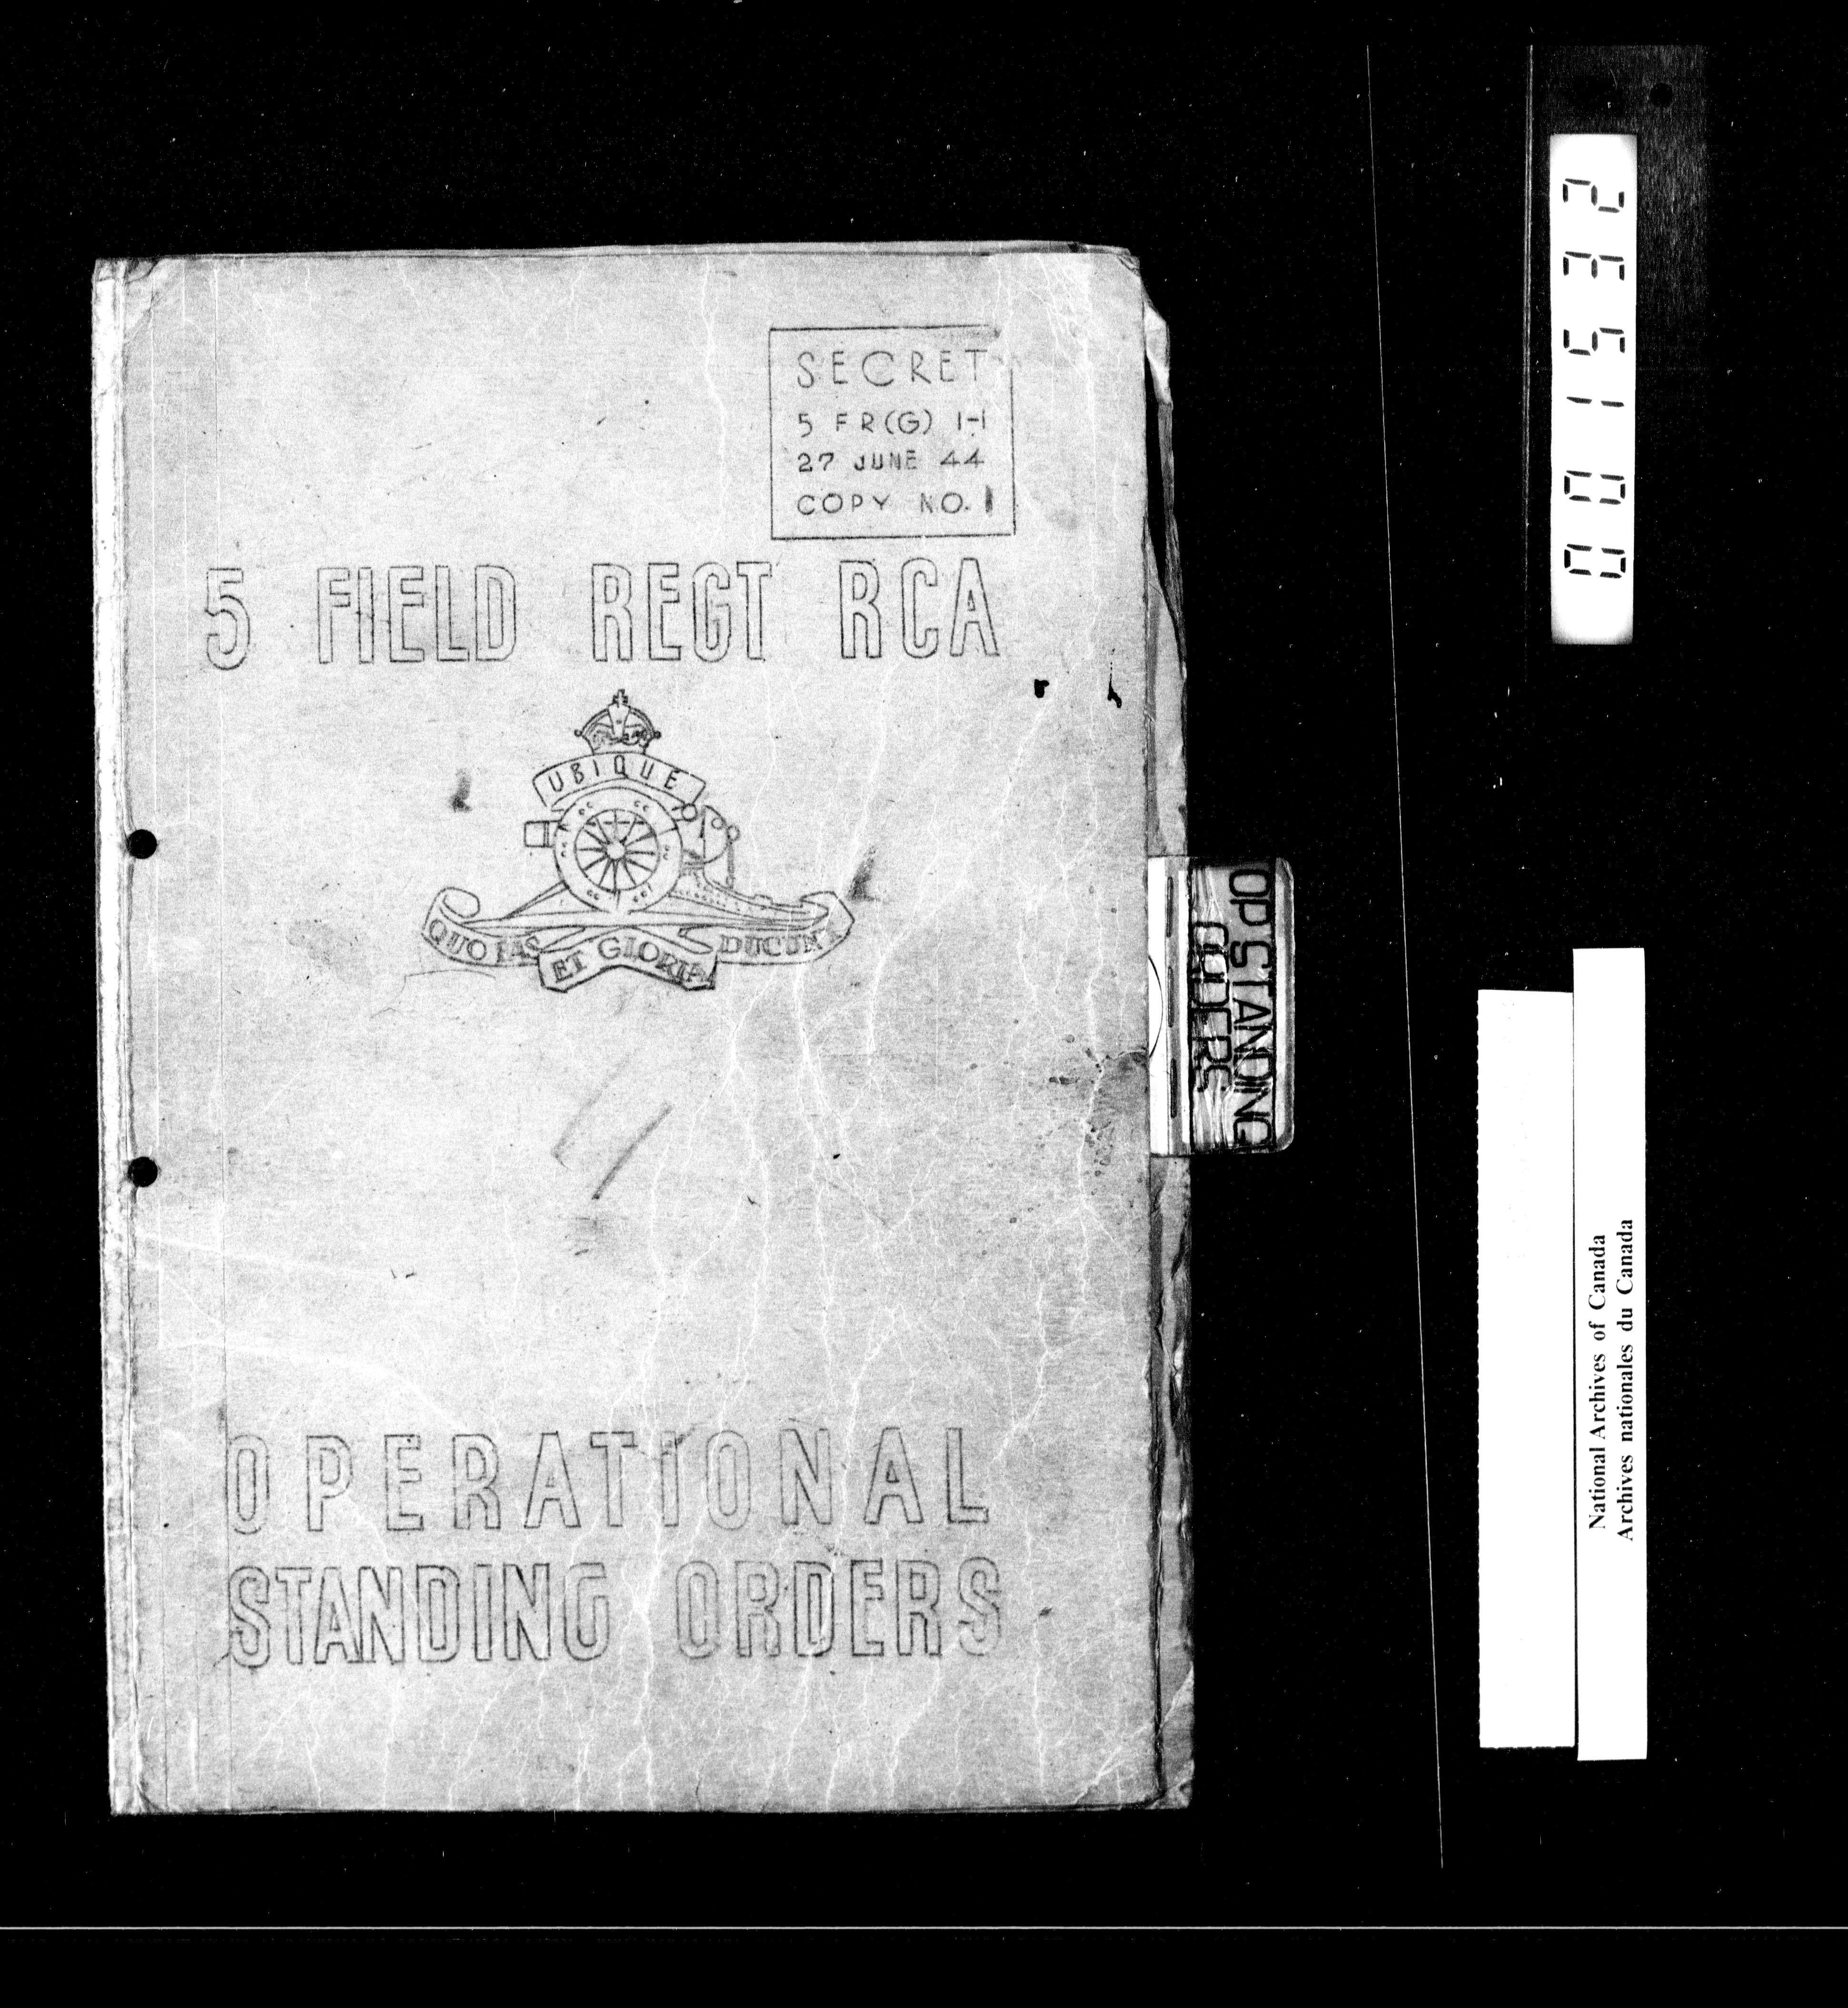 SECRET
5 FR(G) 1-1
27 JUNE 44
COPY NO. 1
5 FIELD REGT RCA
UBIQUE
QUO FAS
ET GLORIA
DUCUNT
OPERATIONAL
STANDING ORDERS
OP STANDING
ORDERS
001532
National Archives of Canada
Archives nationales du Canada